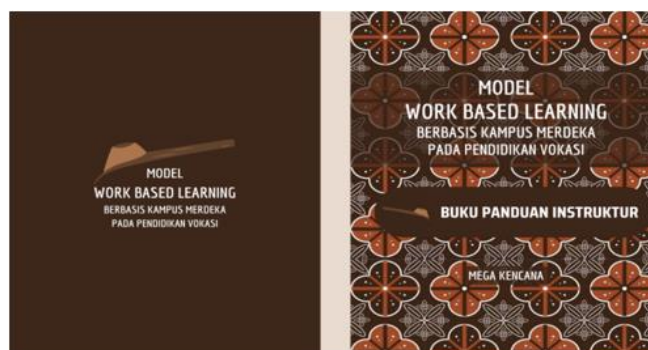 MODEL
WORK BASED LEARNING
BERBASIS KAMPUS MERDEKA
PADA PENDIDIKAN VOKASI
MODEL
WORK BASED LEARNING
BERBASIS KAMPUS MERDEKA
PADA PENDIDIKAN VOKASI
BUKU PANDUAN INSTRUKTUR
MEGA KENCANA